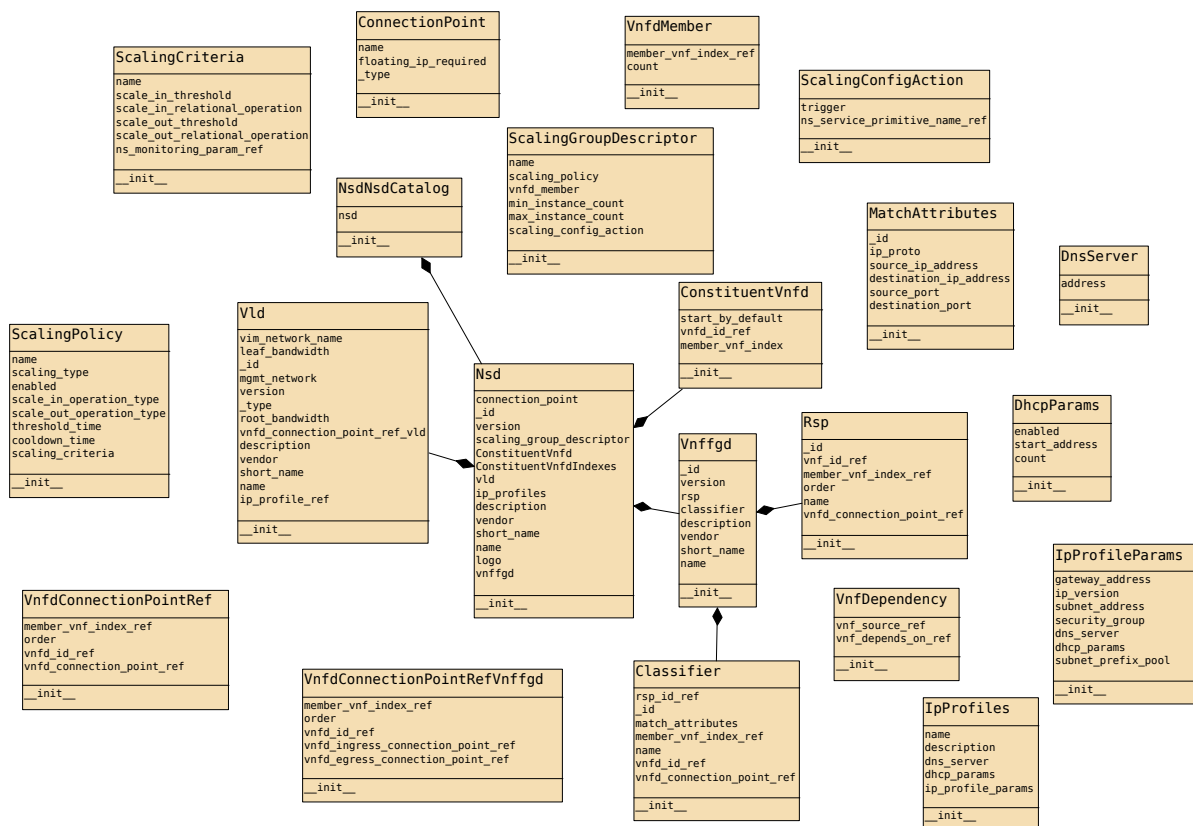 ConnectionPoint
name
floating_ip_required
_type
__init__
VnfdMember
member_vnf_index_ref
count
__init__
ScalingCriteria
name
scale_in_threshold
scale_in_relational_operation
scale_out_threshold
scale_out_relational_operation
ns_monitoring_param_ref
__init__
ScalingConfigAction
trigger
ns_service_primitive_name_ref
__init__
ScalingGroupDescriptor
name
scaling_policy
vnfd_member
min_instance_count
max_instance_count
scaling_config_action
__init__
NsdNsdCatalog
nsd
__init__
MatchAttributes
_id
ip_proto
source_ip_address
destination_ip_address
source_port
destination_port
__init__
DnsServer
address
__init__
ConstituentVnfd
start_by_default
vnfd_id_ref
member_vnf_index
__init__
Vld
vim_network_name
leaf_bandwidth
_id
mgmt_network
version
_type
root_bandwidth
vnfd_connection_point_ref_vld
description
vendor
short_name
name
ip_profile_ref
__init__
ScalingPolicy
name
scaling_type
enabled
scale_in_operation_type
scale_out_operation_type
threshold_time
cooldown_time
scaling_criteria
__init__
Nsd
connection_point
_id
version
scaling_group_descriptor
ConstituentVnfd
ConstituentVnfdIndexes
vld
ip_profiles
description
vendor
short_name
name
logo
vnffgd
__init__
DhcpParams
enabled
start_address
count
__init__
Rsp
_id
vnf_id_ref
member_vnf_index_ref
order
name
vnfd_connection_point_ref
__init__
Vnffgd
_id
version
rsp
classifier
description
vendor
short_name
name
__init__
IpProfileParams
gateway_address
ip_version
subnet_address
security_group
dns_server
dhcp_params
subnet_prefix_pool
__init__
VnfdConnectionPointRef
member_vnf_index_ref
order
vnfd_id_ref
vnfd_connection_point_ref
__init__
VnfDependency
vnf_source_ref
vnf_depends_on_ref
__init__
VnfdConnectionPointRefVnffgd
member_vnf_index_ref
order
vnfd_id_ref
vnfd_ingress_connection_point_ref
vnfd_egress_connection_point_ref
__init__
Classifier
rsp_id_ref
_id
match_attributes
member_vnf_index_ref
name
vnfd_id_ref
vnfd_connection_point_ref
__init__
IpProfiles
name
description
dns_server
dhcp_params
ip_profile_params
__init__